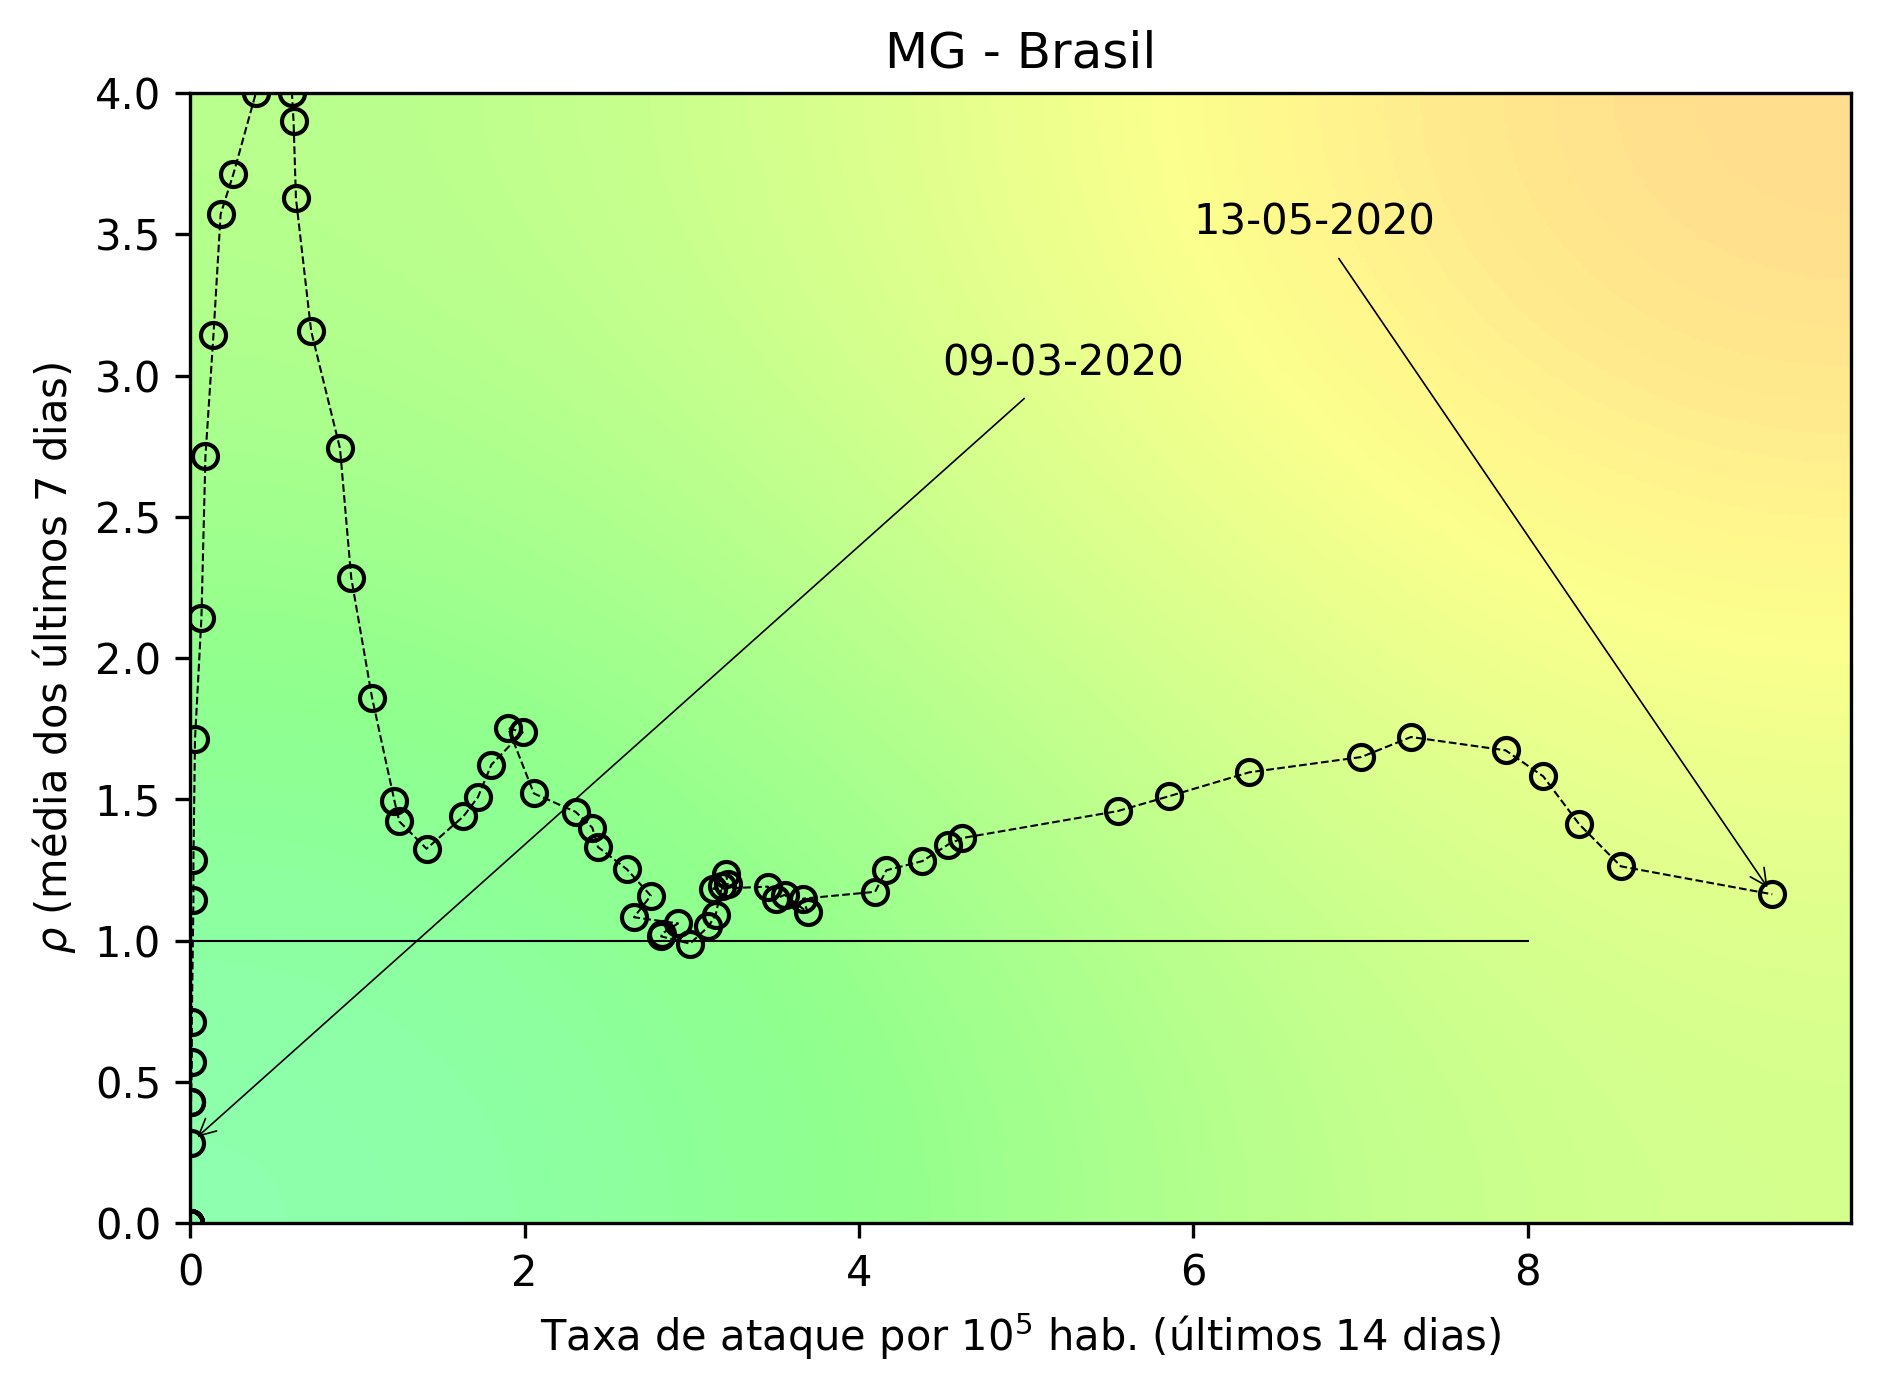 MG - Brasil
4.0
3.5
3.0
2.5
2.0
1.5
1.0
0.5
0.0
ρ (média dos últimos 7 dias)
13-05-2020
09-03-2020
0 2 4 6 8
Taxa de ataque por 10⁵ hab. (últimos 14 dias)